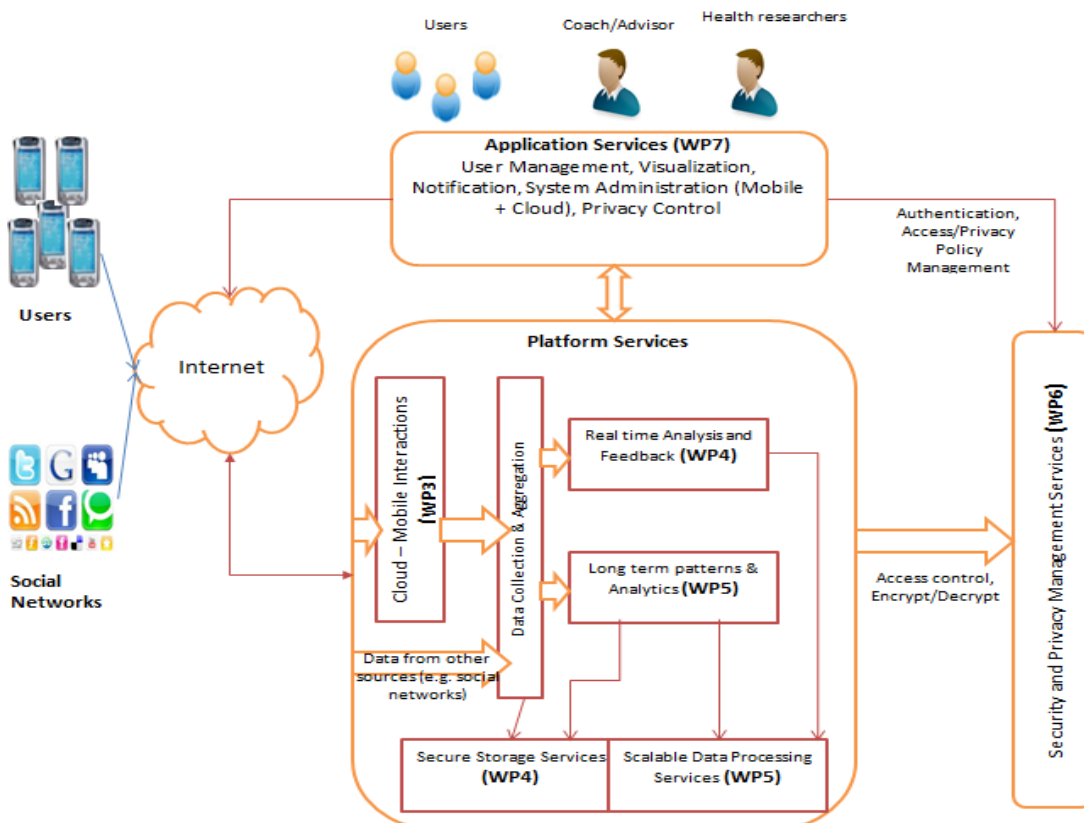 Users
Coach/Advisor
Health researchers
Application Services (WP7)
User Management, Visualization,
Notification, System Administration (Mobile
+ Cloud), Privacy Control
Authentication,
Access/Privacy
Policy
Management
Users
Internet
Social
Networks
Platform Services
Cloud – Mobile Interactions
(WP3)
Data Collection & Aggregation
Real time Analysis and
Feedback (WP4)
Long term patterns &
Analytics (WP5)
Data from other
sources (e.g. social
networks)
Secure Storage Services
(WP4)
Scalable Data Processing
Services (WP5)
Access control,
Encrypt/Decrypt
Security and Privacy Management Services (WP6)